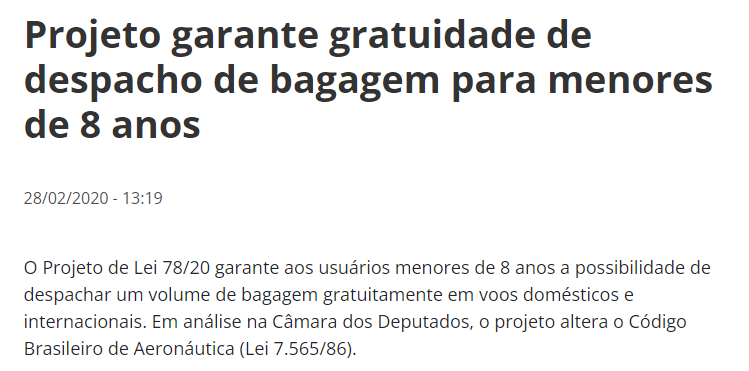 Projeto garante gratuidade de
despacho de bagagem para menores
de 8 anos
28/02/2020 - 13:19
O Projeto de Lei 78/20 garante aos usuários menores de 8 anos a possibilidade de
despachar um volume de bagagem gratuitamente em voos domésticos e
internacionais. Em análise na Câmara dos Deputados, o projeto altera o Código
Brasileiro de Aeronáutica (Lei 7.565/86).